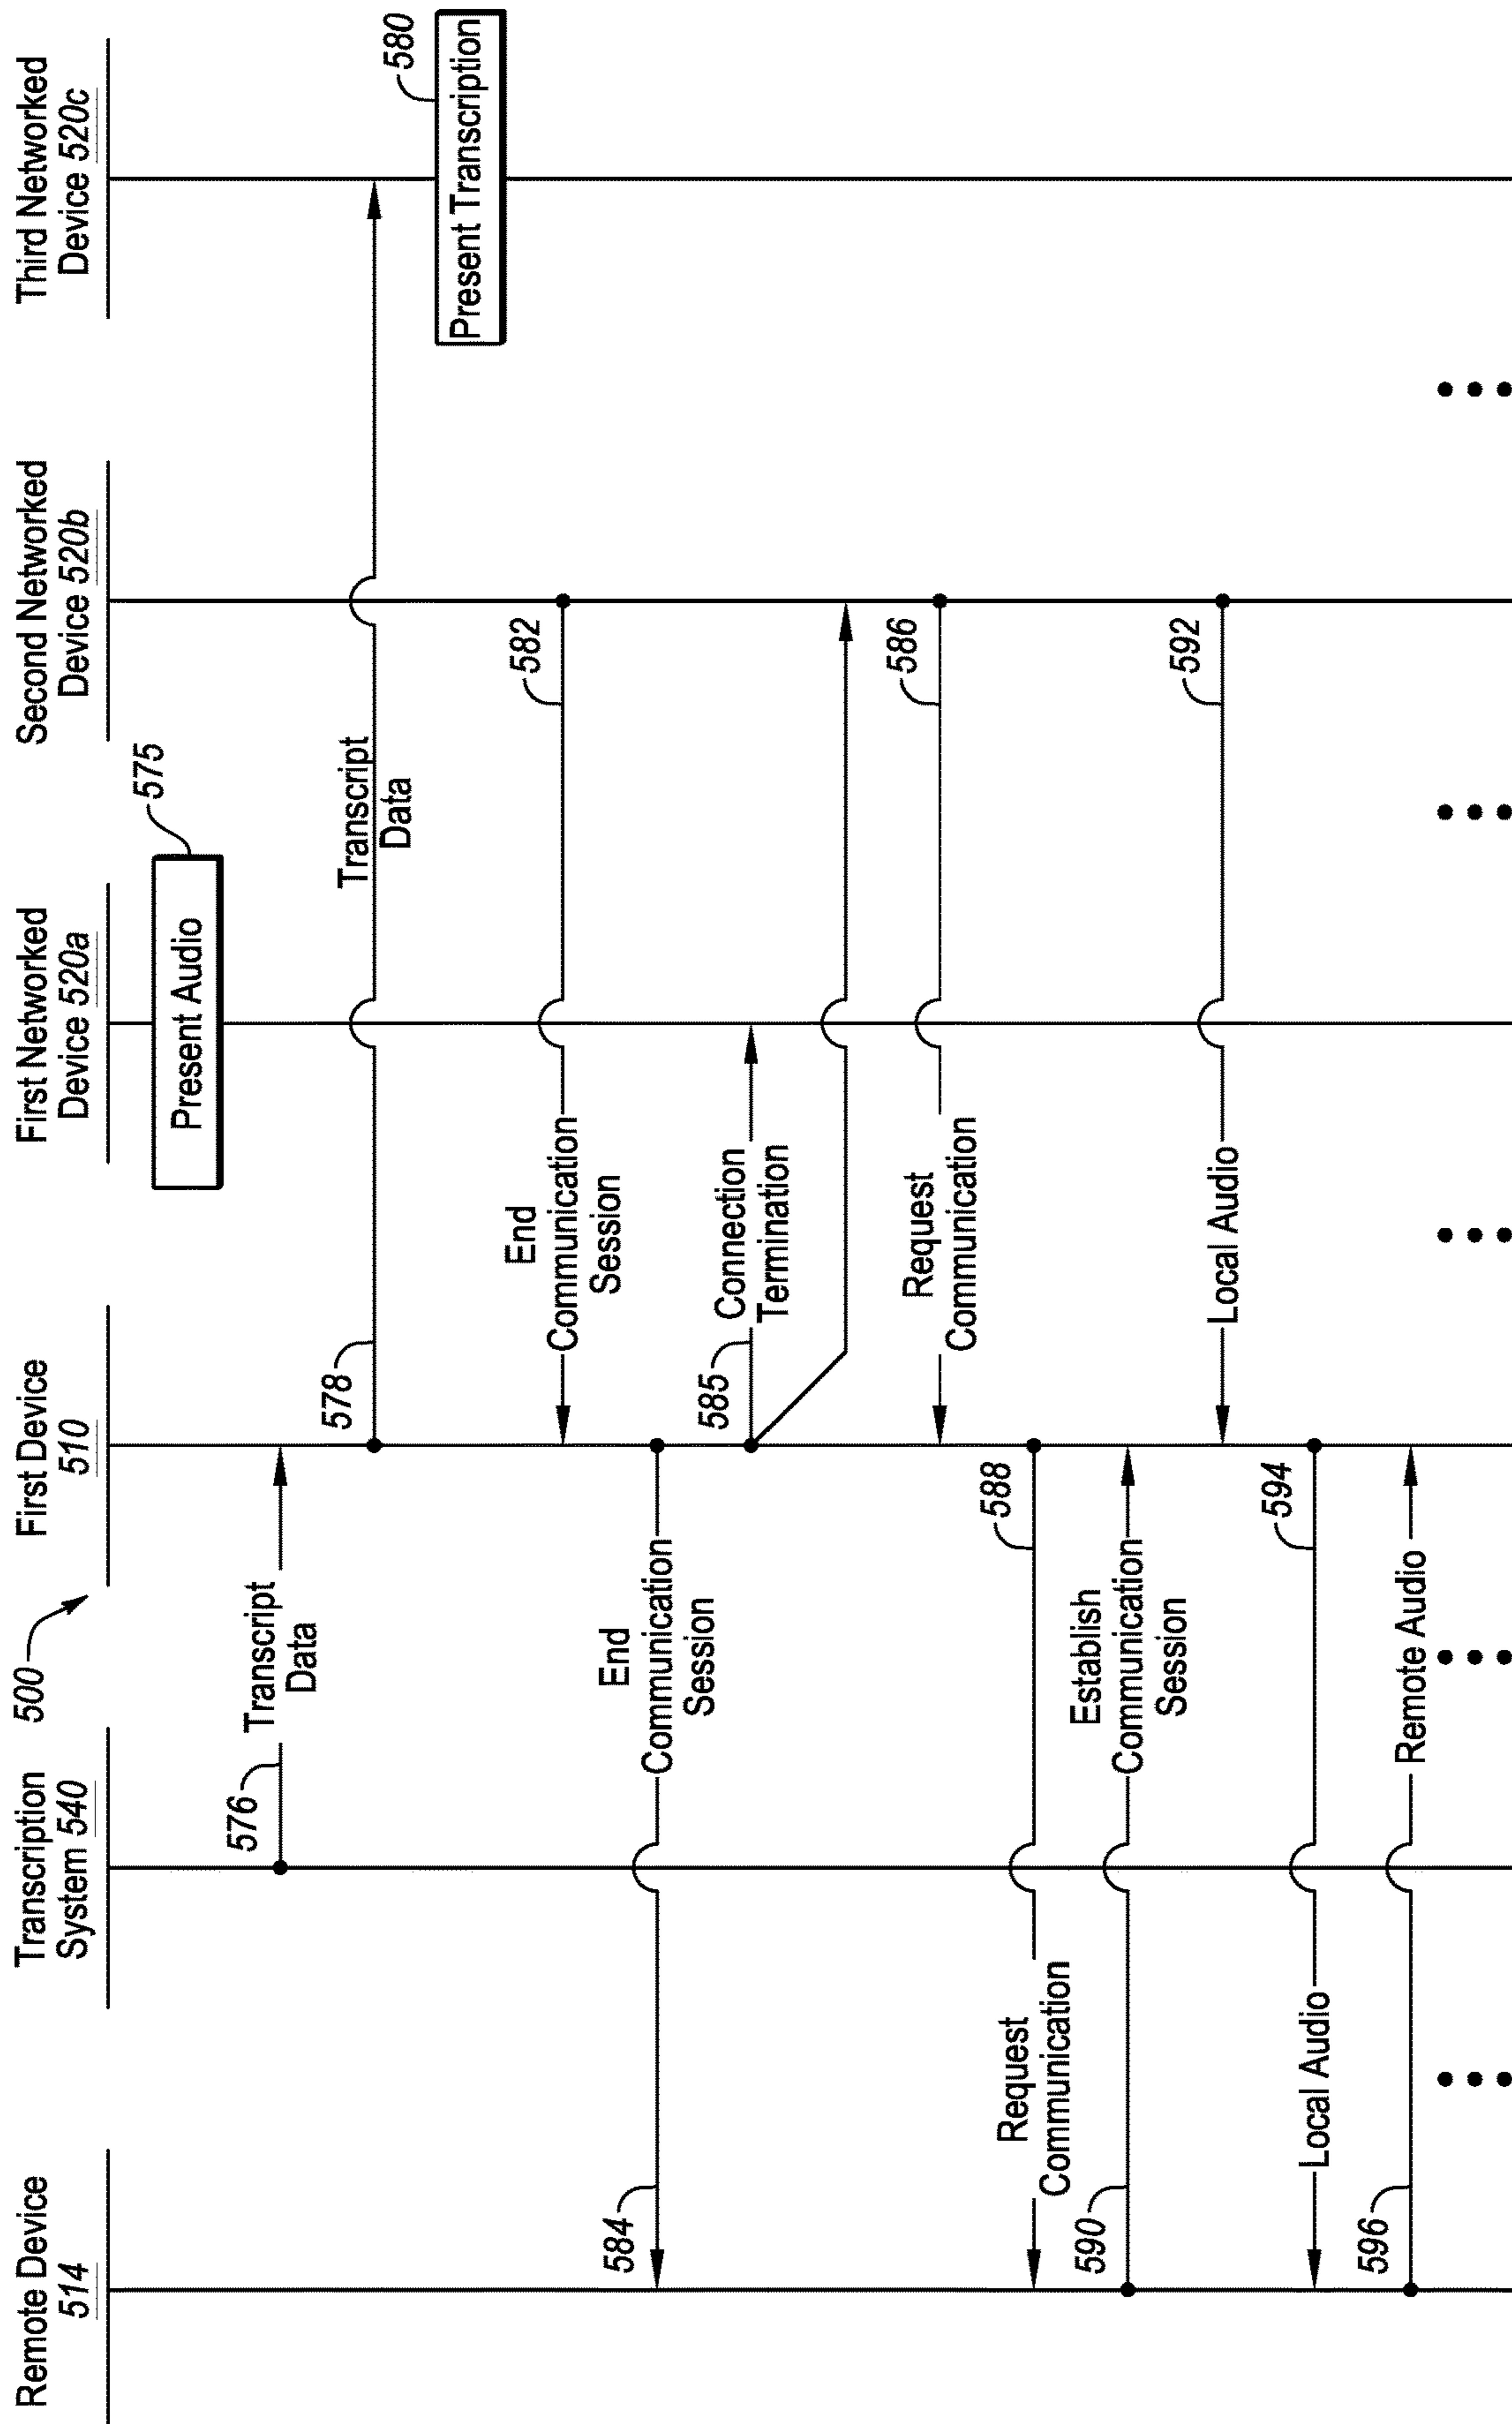 500
Remote Device
514
Transcription
System 540
First Device
510
First Networked
Device 520a
Second Networked
Device 520b
Third Networked
Device 520c
Present Audio
575
576
Transcript
Data
578
Transcript
Data
580
Present Transcription
582
End
Communication
Session
584
End
Communication
Session
585
Connection
Termination
586
Request
Communication
588
Request
Communication
590
Establish
Communication
Session
592
Local Audio
594
Local Audio
596
Remote Audio